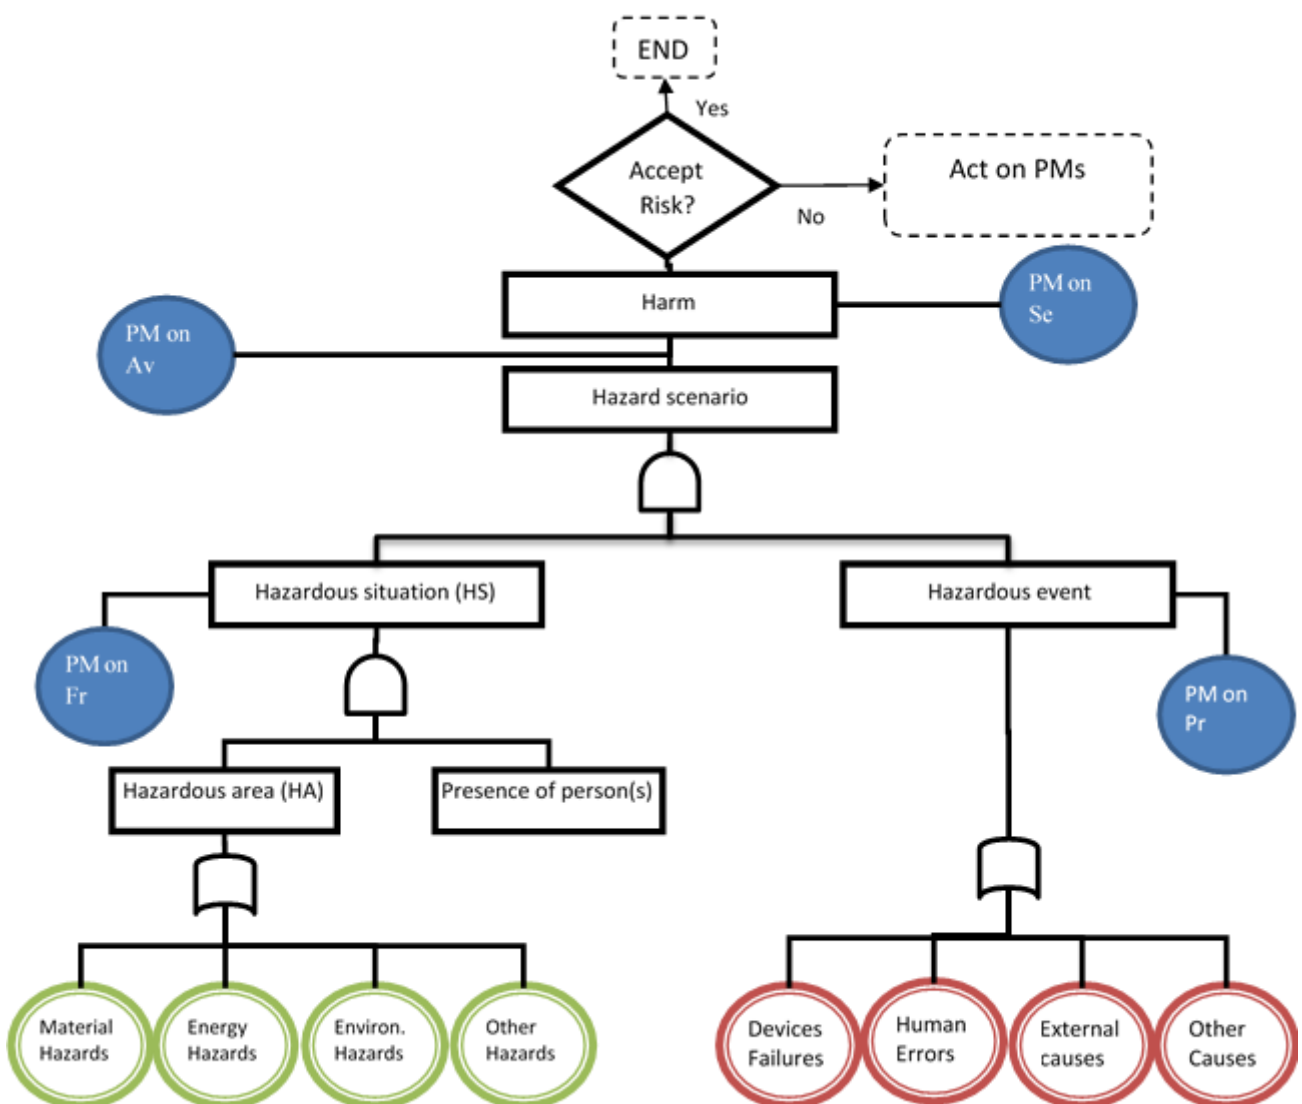 END
Yes
Accept
Risk?
No
Act on PMs
Harm
PM on
Se
PM on
Av
Hazard scenario
Hazardous situation (HS)
Hazardous event
PM on
Fr
PM on
Pr
Hazardous area (HA)
Presence of person(s)
Material
Hazards
Energy
Hazards
Environ.
Hazards
Other
Hazards
Devices
Failures
Human
Errors
External
causes
Other
Causes